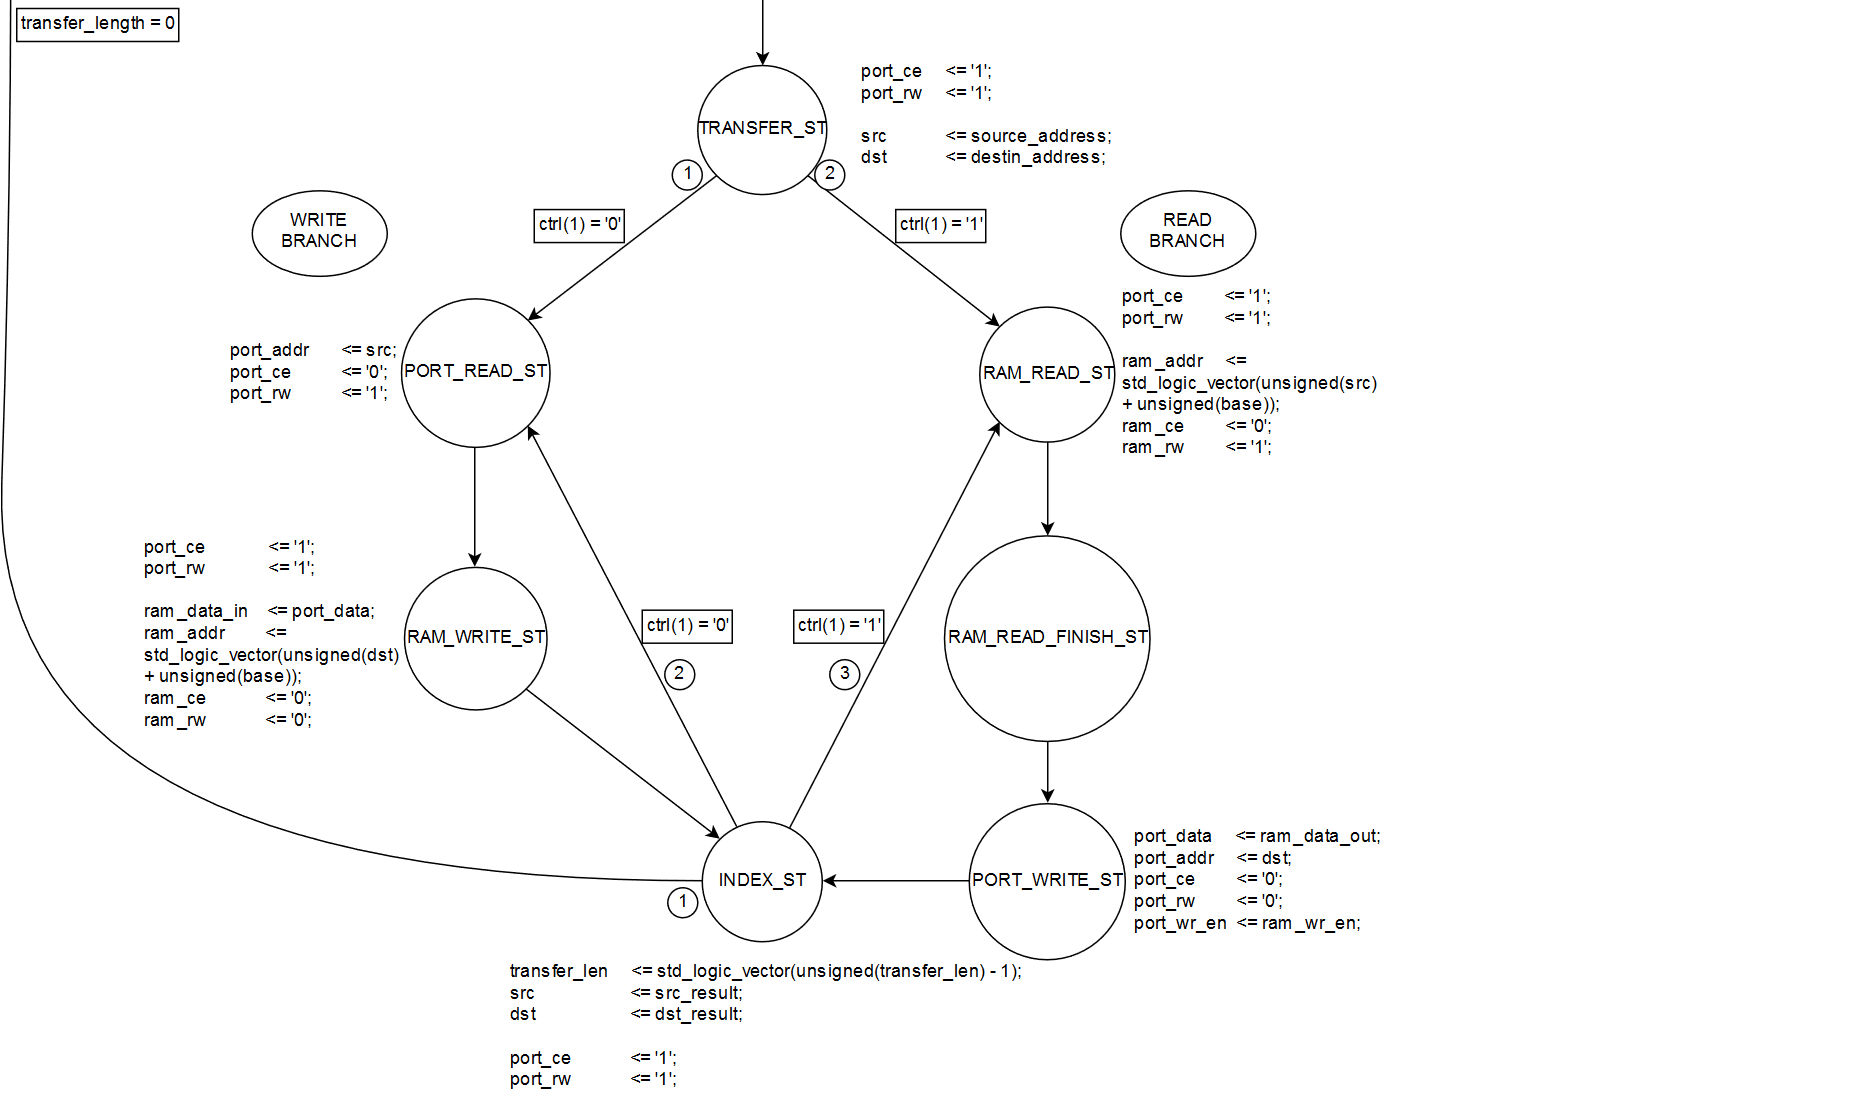 transfer_length = 0
port_ce <= '1';
port_rw <= '1';
src <= source_address;
dst <= destin_address;
TRANSFER_ST
1
2
ctrl(1) = '0'
ctrl(1) = '1'
WRITE
BRANCH
READ
BRANCH
port_addr <= src;
port_ce <= '0';
port_rw <= '1';
PORT_READ_ST
RAM_READ_ST
port_ce <= '1';
port_rw <= '1';
ram_addr <=
std_logic_vector(unsigned(src)
+ unsigned(base));
ram_ce <= '0';
ram_rw <= '1';
port_ce <= '1';
port_rw <= '1';
ram_data_in <= port_data;
ram_addr <=
std_logic_vector(unsigned(dst)
+ unsigned(base));
ram_ce <= '0';
ram_rw <= '0';
RAM_WRITE_ST
ctrl(1) = '0'
2
ctrl(1) = '1'
3
RAM_READ_FINISH_ST
INDEX_ST
1
PORT_WRITE_ST
port_data <= ram_data_out;
port_addr <= dst;
port_ce <= '0';
port_rw <= '0';
port_wr_en <= ram_wr_en;
transfer_len <= std_logic_vector(unsigned(transfer_len) - 1);
src <= src_result;
dst <= dst_result;
port_ce <= '1';
port_rw <= '1';